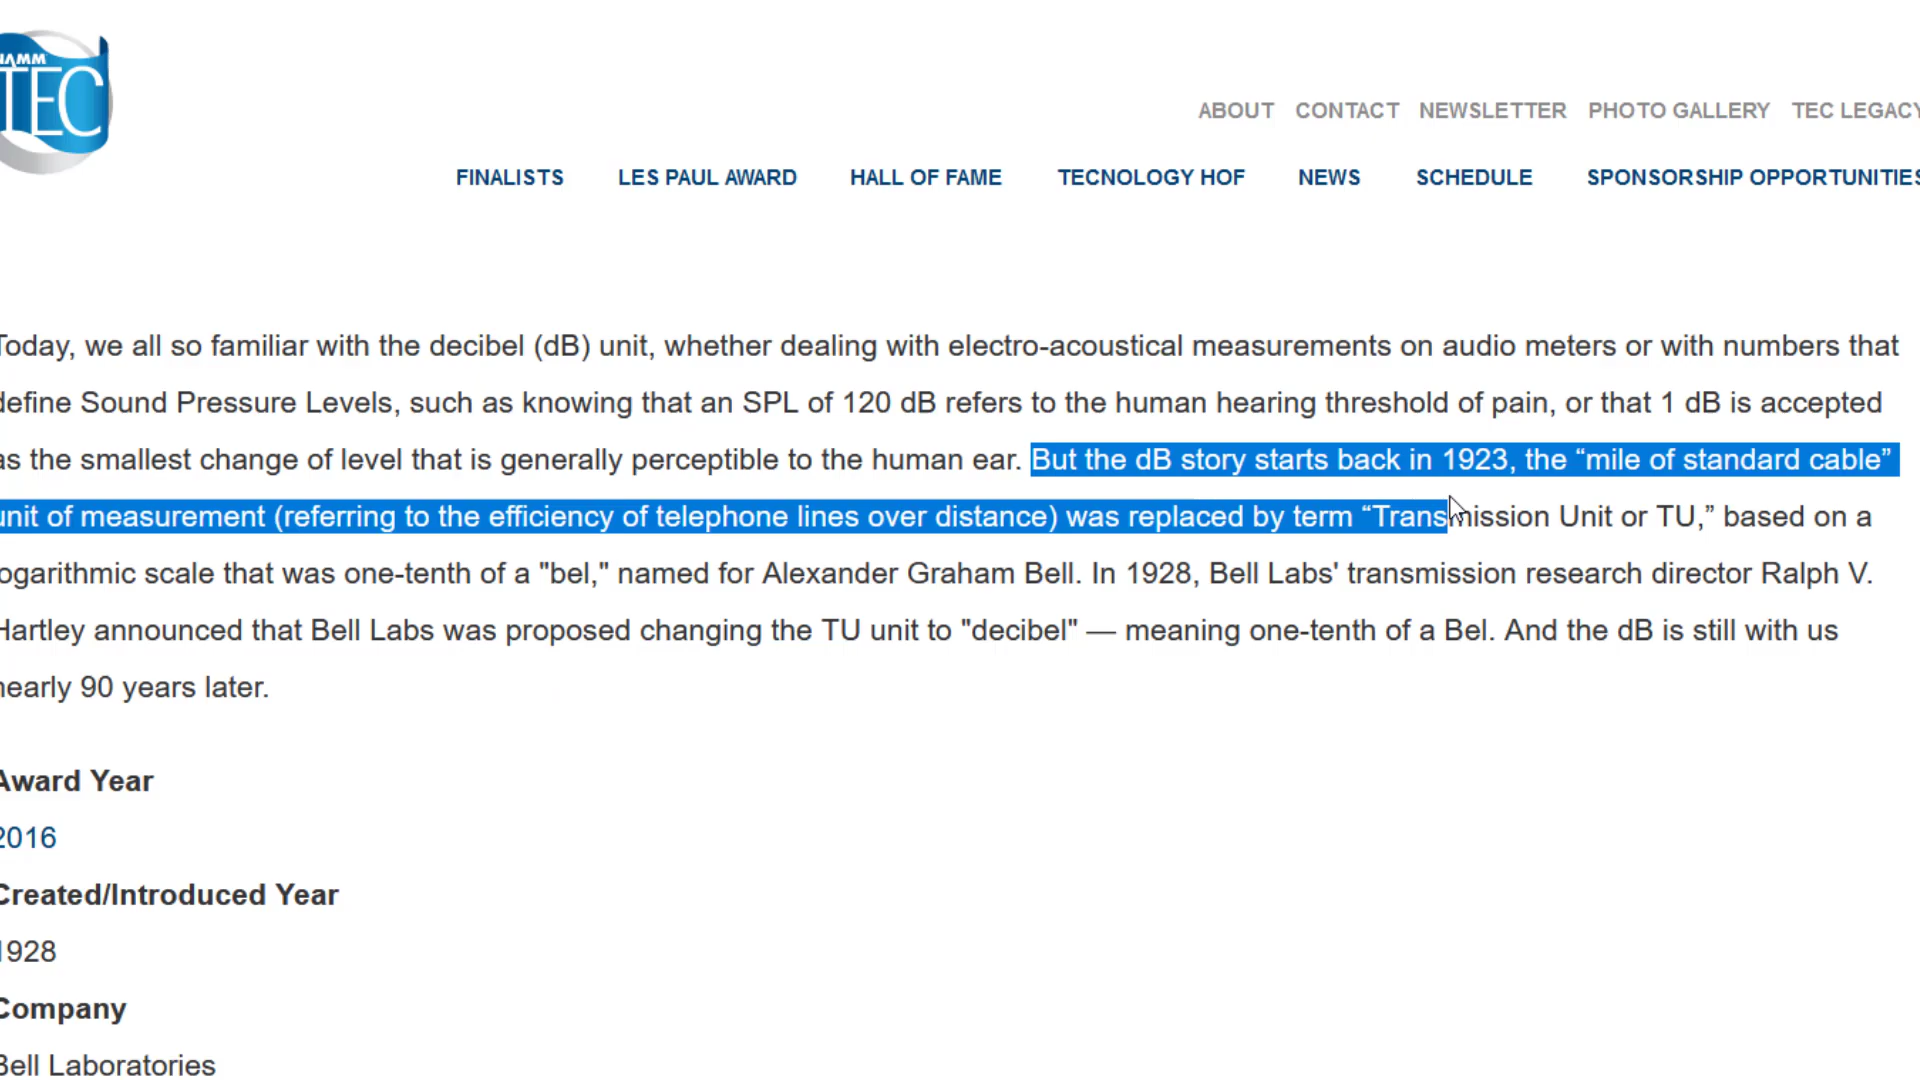 NAMM
TEC
ABOUT CONTACT NEWSLETTER PHOTO GALLERY TEC LEGACY
FINALISTS LES PAUL AWARD HALL OF FAME TECNOLOGY HOF NEWS SCHEDULE SPONSORSHIP OPPORTUNITIES
Today, we all so familiar with the decibel (dB) unit, whether dealing with electro-acoustical measurements on audio meters or with numbers that
define Sound Pressure Levels, such as knowing that an SPL of 120 dB refers to the human hearing threshold of pain, or that 1 dB is accepted
as the smallest change of level that is generally perceptible to the human ear. But the dB story starts back in 1923, the “mile of standard cable”
unit of measurement (referring to the efficiency of telephone lines over distance) was replaced by term “Transmission Unit or TU,” based on a
logarithmic scale that was one-tenth of a "bel," named for Alexander Graham Bell. In 1928, Bell Labs' transmission research director Ralph V.
Hartley announced that Bell Labs was proposed changing the TU unit to "decibel" — meaning one-tenth of a Bel. And the dB is still with us
nearly 90 years later.
Award Year
2016
Created/Introduced Year
1928
Company
Bell Laboratories